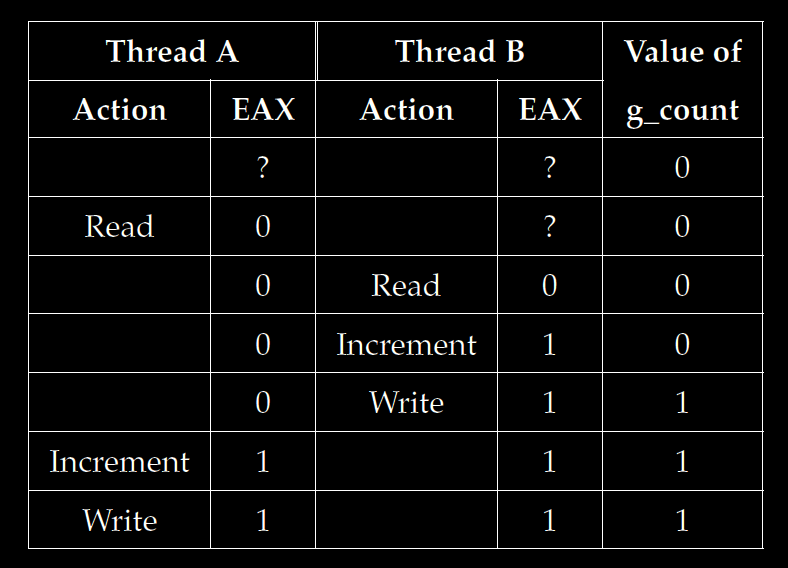 Thread A Thread B Value of
Action EAX Action EAX g_count
? ? 0
Read 0 ? 0
0 Read 0 0
0 Increment 1 0
0 Write 1 1
Increment 1 1 1
Write 1 1 1